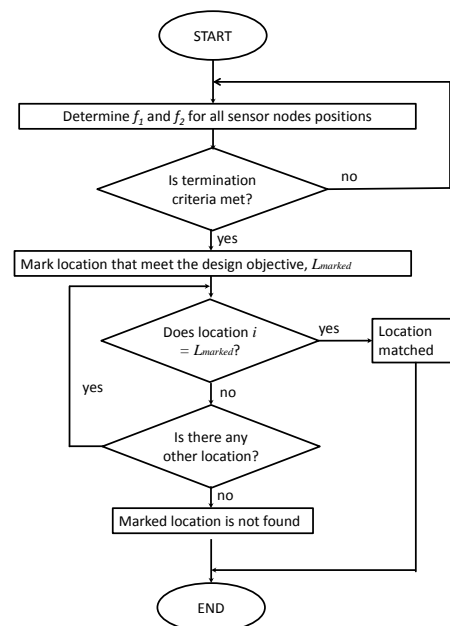 START
Determine f1 and f2 for all sensor nodes positions
Is termination
criteria met?
no
yes
Mark location that meet the design objective, Lmarked
Does location i
= Lmarked?
yes
Location
matched
no
yes
Is there any
other location?
no
Marked location is not found
END